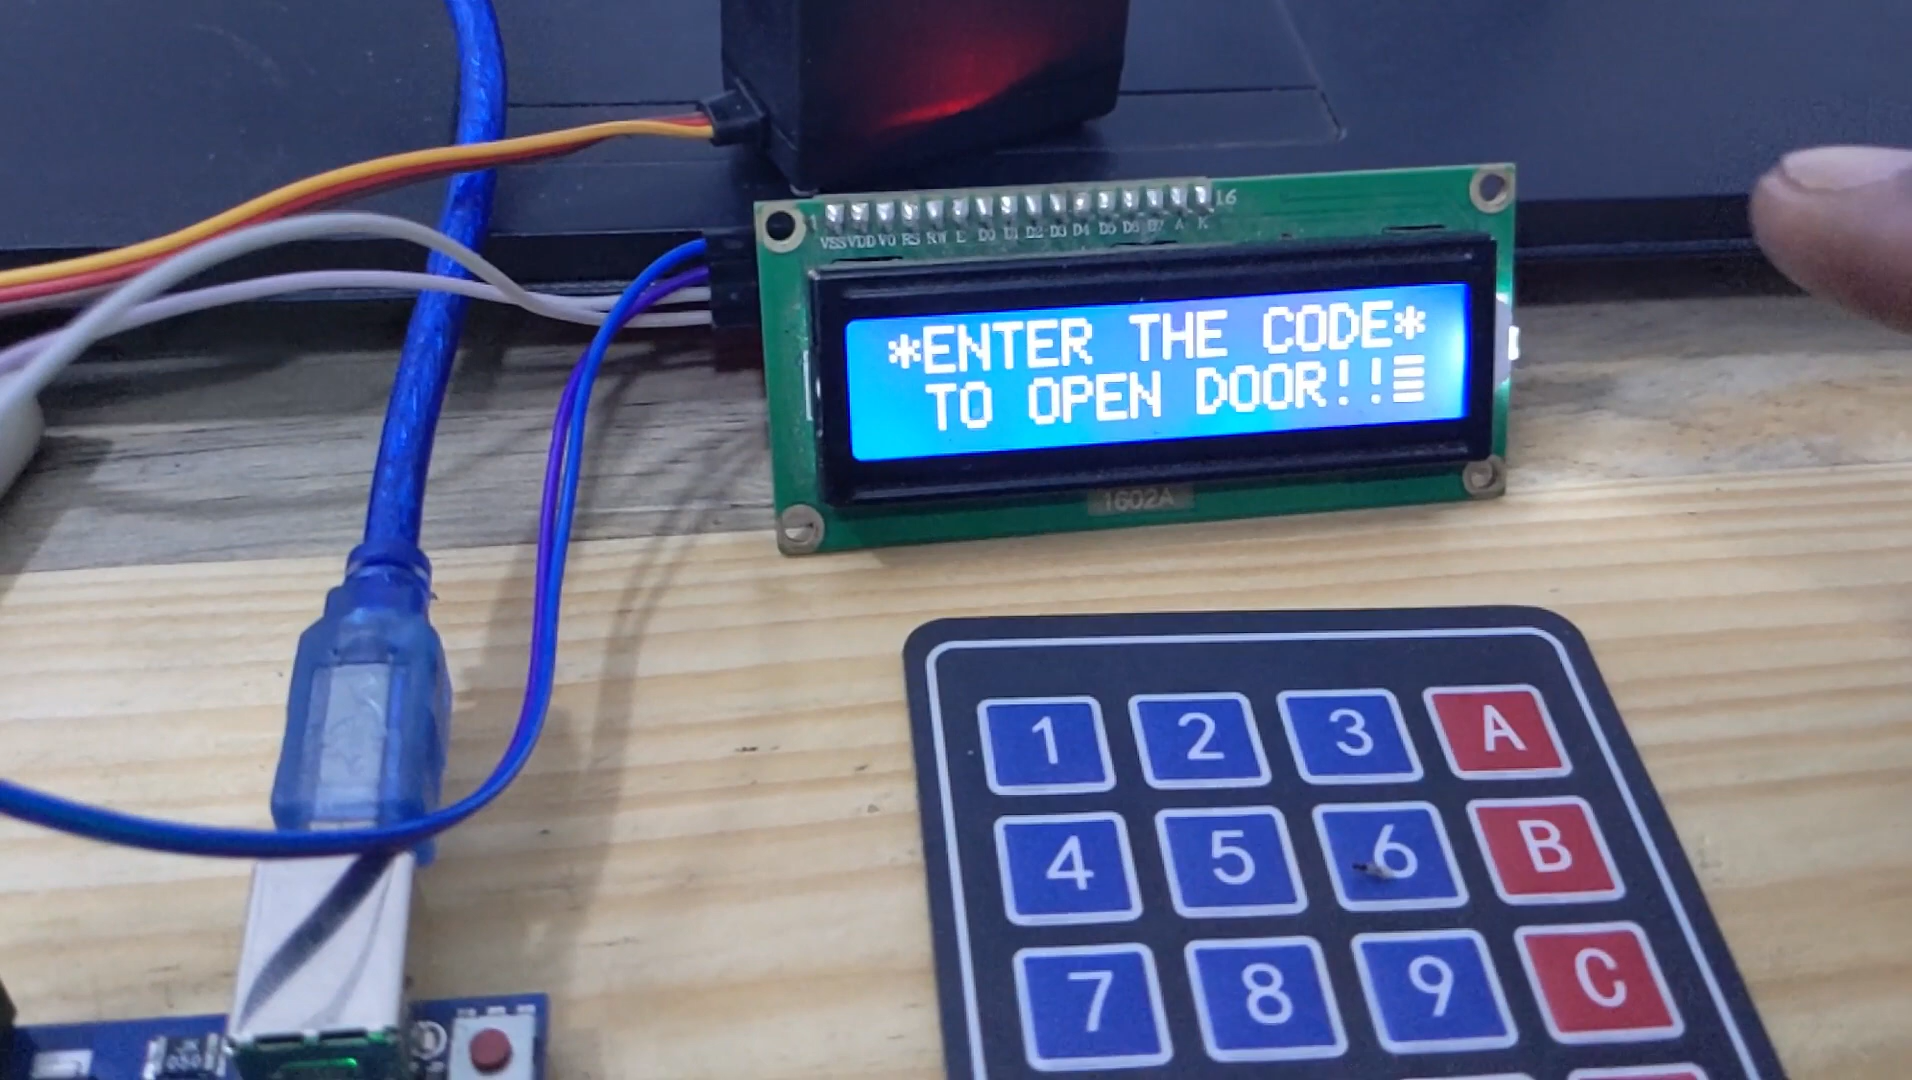 16
VSS VDD V0 RS RW E D0 D1 D2 D3 D4 D5 D6 D7 A K
*ENTER THE CODE*
TO OPEN DOOR!!
1602A
1 2 3 A
4 5 6 B
7 8 9 C